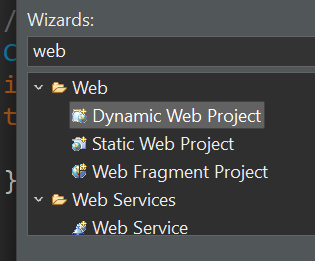 Wizards:
web
Web
Dynamic Web Project
Static Web Project
Web Fragment Project
Web Services
Web Service